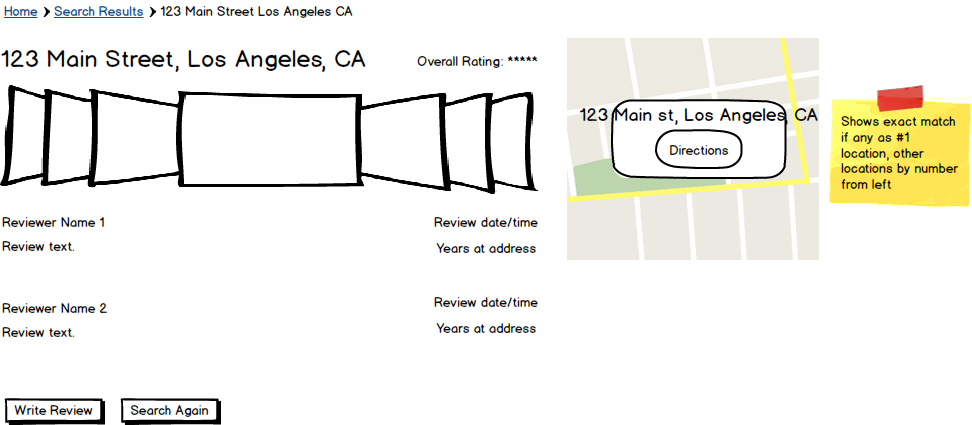 Home > Search Results > 123 Main Street Los Angeles CA
123 Main Street, Los Angeles, CA
Overall Rating: *****
Reviewer Name 1
Review date/time
Review text.
Years at address
Reviewer Name 2
Review date/time
Review text.
Years at address
Write Review
Search Again
123 Main st, Los Angeles, CA
Directions
Shows exact match
if any as #1
location, other
locations by number
from left